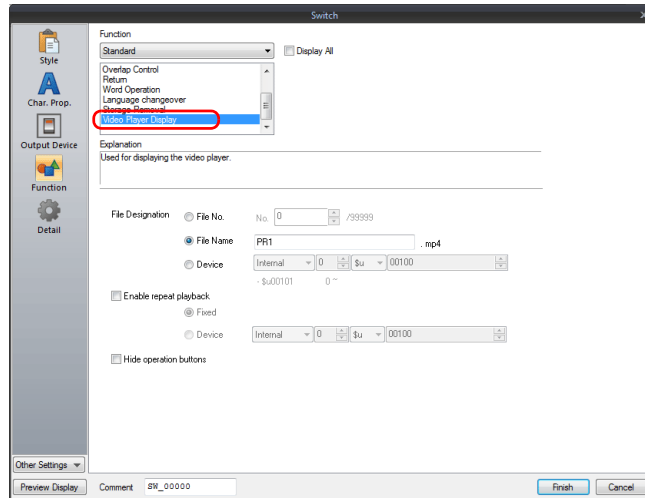 Switch
Style
Char. Prop.
Output Device
Function
Detail
Other Settings
Preview Display
Function
Standard
Display All
Overlap Control
Return
Word Operation
Language changeover
Storage Removal
Video Player Display
Explanation
Used for displaying the video player.
File Designation
File No.
No. 0 /99999
File Name
PR1 . mp4
Device
Internal 0 $u 00100
- $u00101 0 ~
Enable repeat playback
Fixed
Device
Internal 0 $u 00100
Hide operation buttons
Comment SW_00000
Finish
Cancel